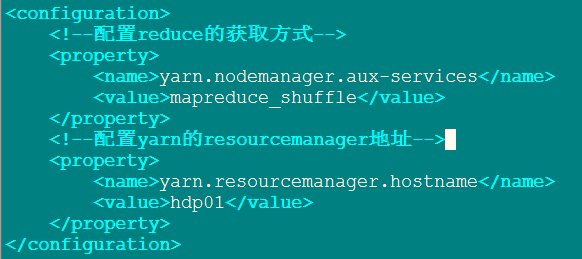 <configuration>
<!--配置reduce的获取方式-->
<property>
<name>yarn.nodemanager.aux-services</name>
<value>mapreduce_shuffle</value>
</property>
<!--配置yarn的resourcemanager地址-->
<property>
<name>yarn.resourcemanager.hostname</name>
<value>hdp01</value>
</property>
</configuration>